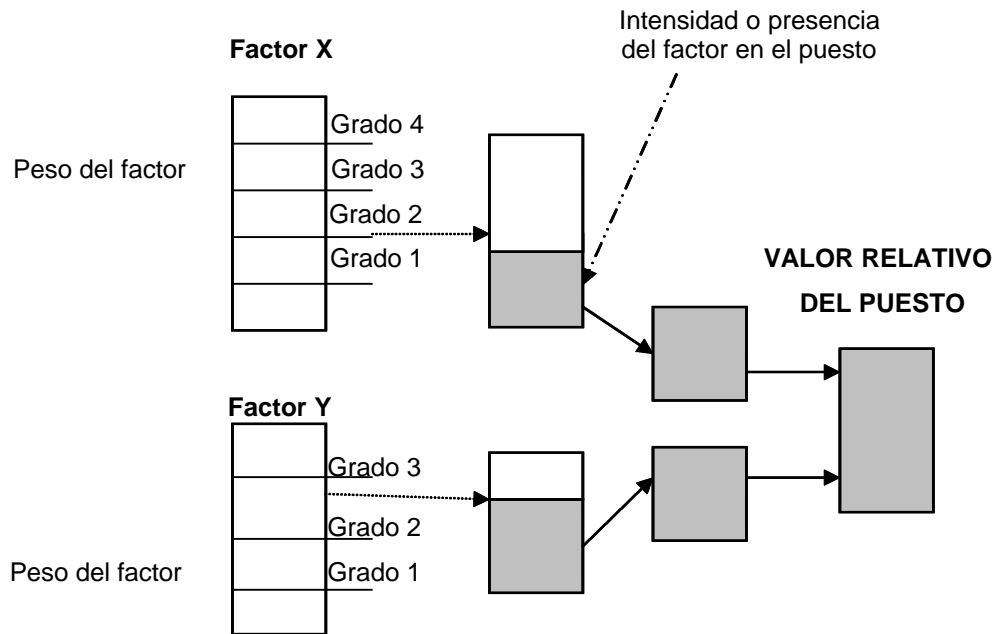 Intensidad o presencia
del factor en el puesto
Factor X
Grado 4
Peso del factor
Grado 3
Grado 2
Grado 1
VALOR RELATIVO
DEL PUESTO
Factor Y
Grado 3
Grado 2
Peso del factor
Grado 1